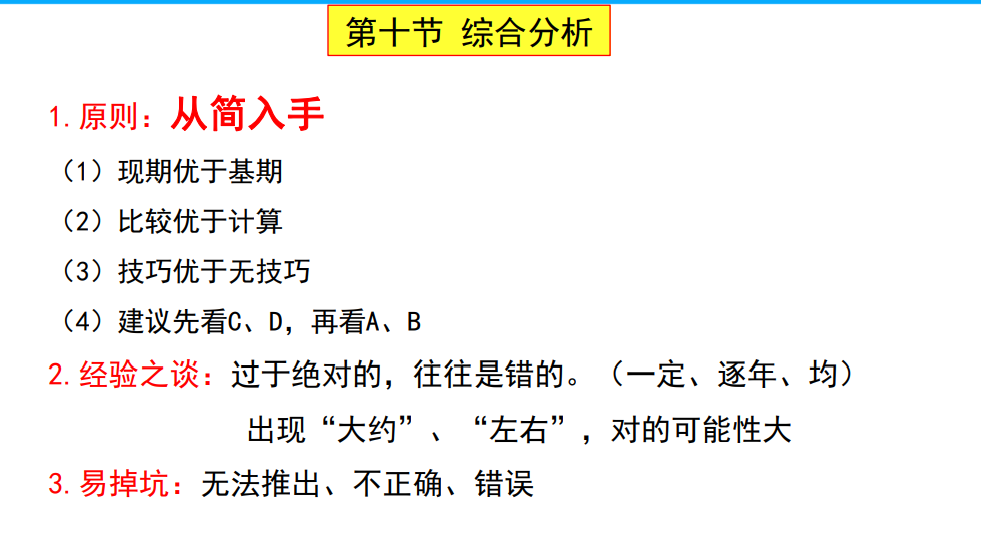 第十节 综合分析
1.原则：从简入手
（1）现期优于基期
（2）比较优于计算
（3）技巧优于无技巧
（4）建议先看C、D，再看A、B
2.经验之谈：过于绝对的，往往是错的。（一定、逐年、均）
出现“大约”、“左右”，对的可能性大
3.易掉坑：无法推出、不正确、错误